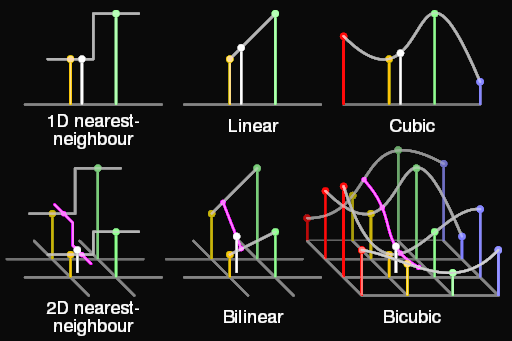 1D nearest-
neighbour
Linear
Cubic
2D nearest-
neighbour
Bilinear
Bicubic